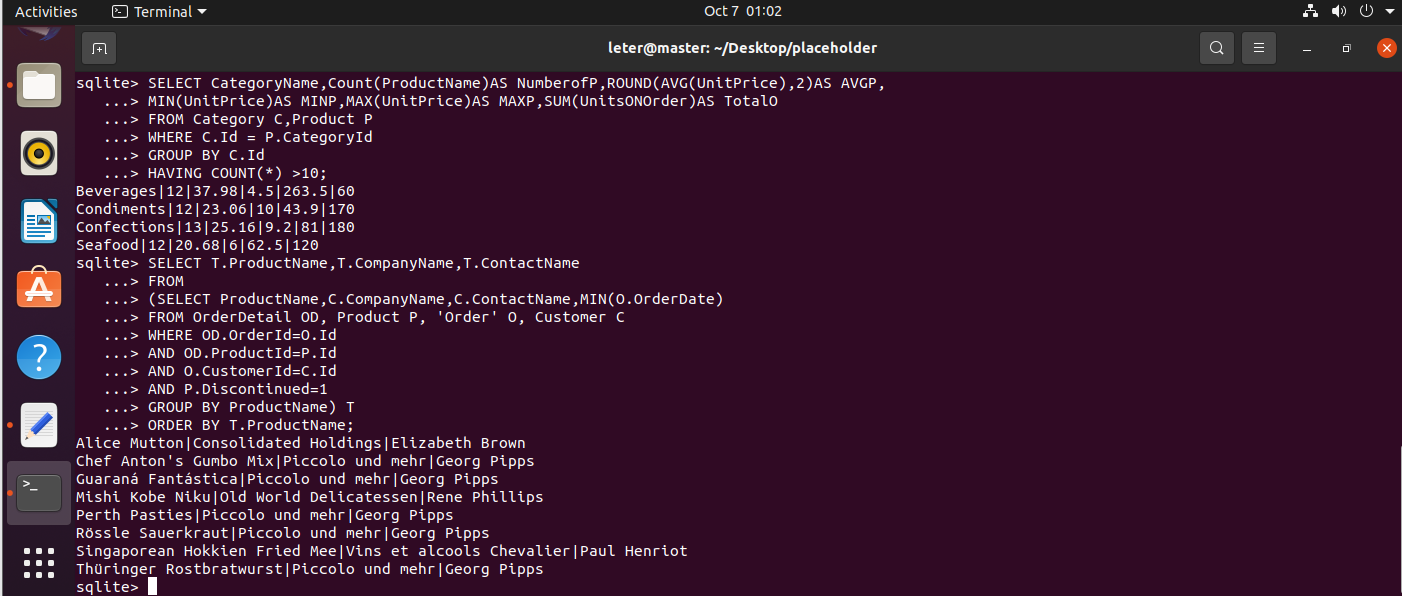 Activities
Terminal
Oct 7 01:02
leter@master: ~/Desktop/placeholder
sqlite> SELECT CategoryName,Count(ProductName)AS NumberofP,ROUND(AVG(UnitPrice),2)AS AVGP,
...> MIN(UnitPrice)AS MINP,MAX(UnitPrice)AS MAXP,SUM(UnitsONOrder)AS TotalO
...> FROM Category C,Product P
...> WHERE C.Id = P.CategoryId
...> GROUP BY C.Id
...> HAVING COUNT(*) >10;
Beverages|12|37.98|4.5|263.5|60
Condiments|12|23.06|10|43.9|170
Confections|13|25.16|9.2|81|180
Seafood|12|20.68|6|62.5|120
sqlite> SELECT T.ProductName,T.CompanyName,T.ContactName
...> FROM
...> (SELECT ProductName,C.CompanyName,C.ContactName,MIN(O.OrderDate)
...> FROM OrderDetail OD, Product P, 'Order' O, Customer C
...> WHERE OD.OrderId=O.Id
...> AND OD.ProductId=P.Id
...> AND O.CustomerId=C.Id
...> AND P.Discontinued=1
...> GROUP BY ProductName) T
...> ORDER BY T.ProductName;
Alice Mutton|Consolidated Holdings|Elizabeth Brown
Chef Anton's Gumbo Mix|Piccolo und mehr|Georg Pipps
Guaraná Fantástica|Piccolo und mehr|Georg Pipps
Mishi Kobe Niku|Old World Delicatessen|Rene Phillips
Perth Pasties|Piccolo und mehr|Georg Pipps
Rössle Sauerkraut|Piccolo und mehr|Georg Pipps
Singaporean Hokkien Fried Mee|Vins et alcools Chevalier|Paul Henriot
Thüringer Rostbratwurst|Piccolo und mehr|Georg Pipps
sqlite>